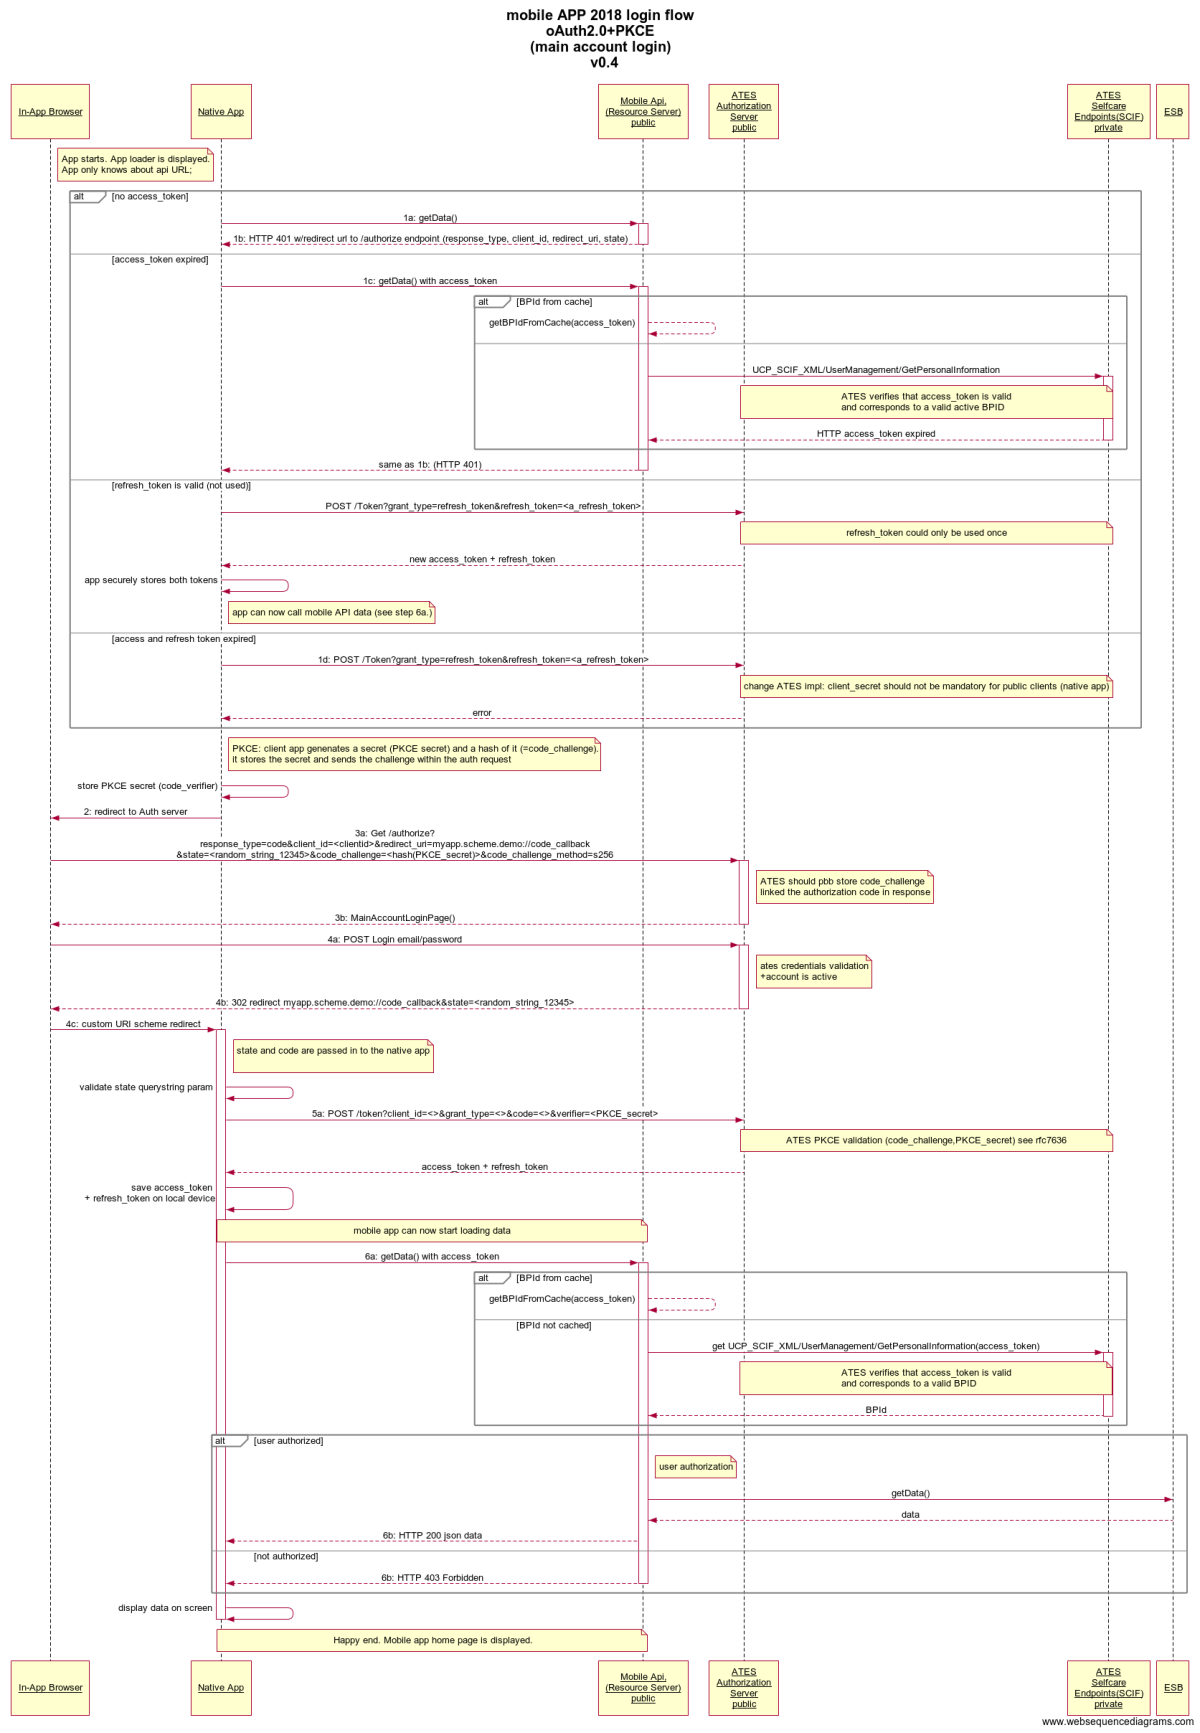 mobile APP 2018 login flow
oAuth2.0+PKCE
(main account login)
v0.4
In-App Browser
Native App
Mobile Api,
(Resource Server)
public
ATES
Authorization
Server
public
ATES
Selfcare
Endpoints(SCIF)
private
ESB
App starts. App loader is displayed.
App only knows about api URL;
alt
[no access_token]
1a: getData()
1b: HTTP 401 w/redirect url to /authorize endpoint (response_type, client_id, redirect_uri, state)
[access_token expired]
1c: getData() with access_token
alt
[BPId from cache]
getBPIdFromCache(access_token)
UCP_SCIF_XML/UserManagement/GetPersonalInformation
ATES verifies that access_token is valid
and corresponds to a valid active BPID
HTTP access_token expired
same as 1b: (HTTP 401)
[refresh_token is valid (not used)]
POST /Token?grant_type=refresh_token&refresh_token=<a_refresh_token>
refresh_token could only be used once
new access_token + refresh_token
app securely stores both tokens
app can now call mobile API data (see step 6a.)
[access and refresh token expired]
1d: POST /Token?grant_type=refresh_token&refresh_token=<a_refresh_token>
change ATES impl: client_secret should not be mandatory for public clients (native app)
error
PKCE: client app genenates a secret (PKCE secret) and a hash of it (=code_challenge).
it stores the secret and sends the challenge within the auth request
store PKCE secret (code_verifier)
2: redirect to Auth server
3a: Get /authorize?
response_type=code&client_id=<clientid>&redirect_uri=myapp.scheme.demo://code_callback
&state=<random_string_12345>&code_challenge=<hash(PKCE_secret)>&code_challenge_method=s256
ATES should pbb store code_challenge
linked the authorization code in response
3b: MainAccountLoginPage()
4a: POST Login email/password
ates credentials validation
+account is active
4b: 302 redirect myapp.scheme.demo://code_callback&state=<random_string_12345>
4c: custom URI scheme redirect
state and code are passed in to the native app
validate state querystring param
5a: POST /token?client_id=<>&grant_type=<>&code=<>&verifier=<PKCE_secret>
ATES PKCE validation (code_challenge,PKCE_secret) see rfc7636
access_token + refresh_token
save access_token
+ refresh_token on local device
mobile app can now start loading data
6a: getData() with access_token
alt
[BPId from cache]
getBPIdFromCache(access_token)
[BPId not cached]
get UCP_SCIF_XML/UserManagement/GetPersonalInformation(access_token)
ATES verifies that access_token is valid
and corresponds to a valid BPID
BPId
alt
[user authorized]
user authorization
getData()
data
6b: HTTP 200 json data
[not authorized]
6b: HTTP 403 Forbidden
display data on screen
Happy end. Mobile app home page is displayed.
In-App Browser
Native App
Mobile Api,
(Resource Server)
public
ATES
Authorization
Server
public
ATES
Selfcare
Endpoints(SCIF)
private
ESB
www.websequencediagrams.com